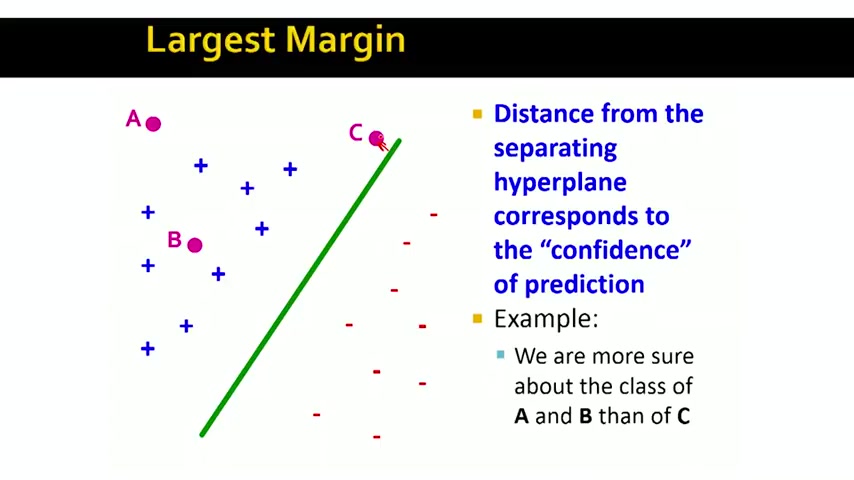 Largest Margin
A
C
B
Distance from the
separating
hyperplane
corresponds to
the “confidence”
of prediction
Example:
We are more sure
about the class of
A and B than of C